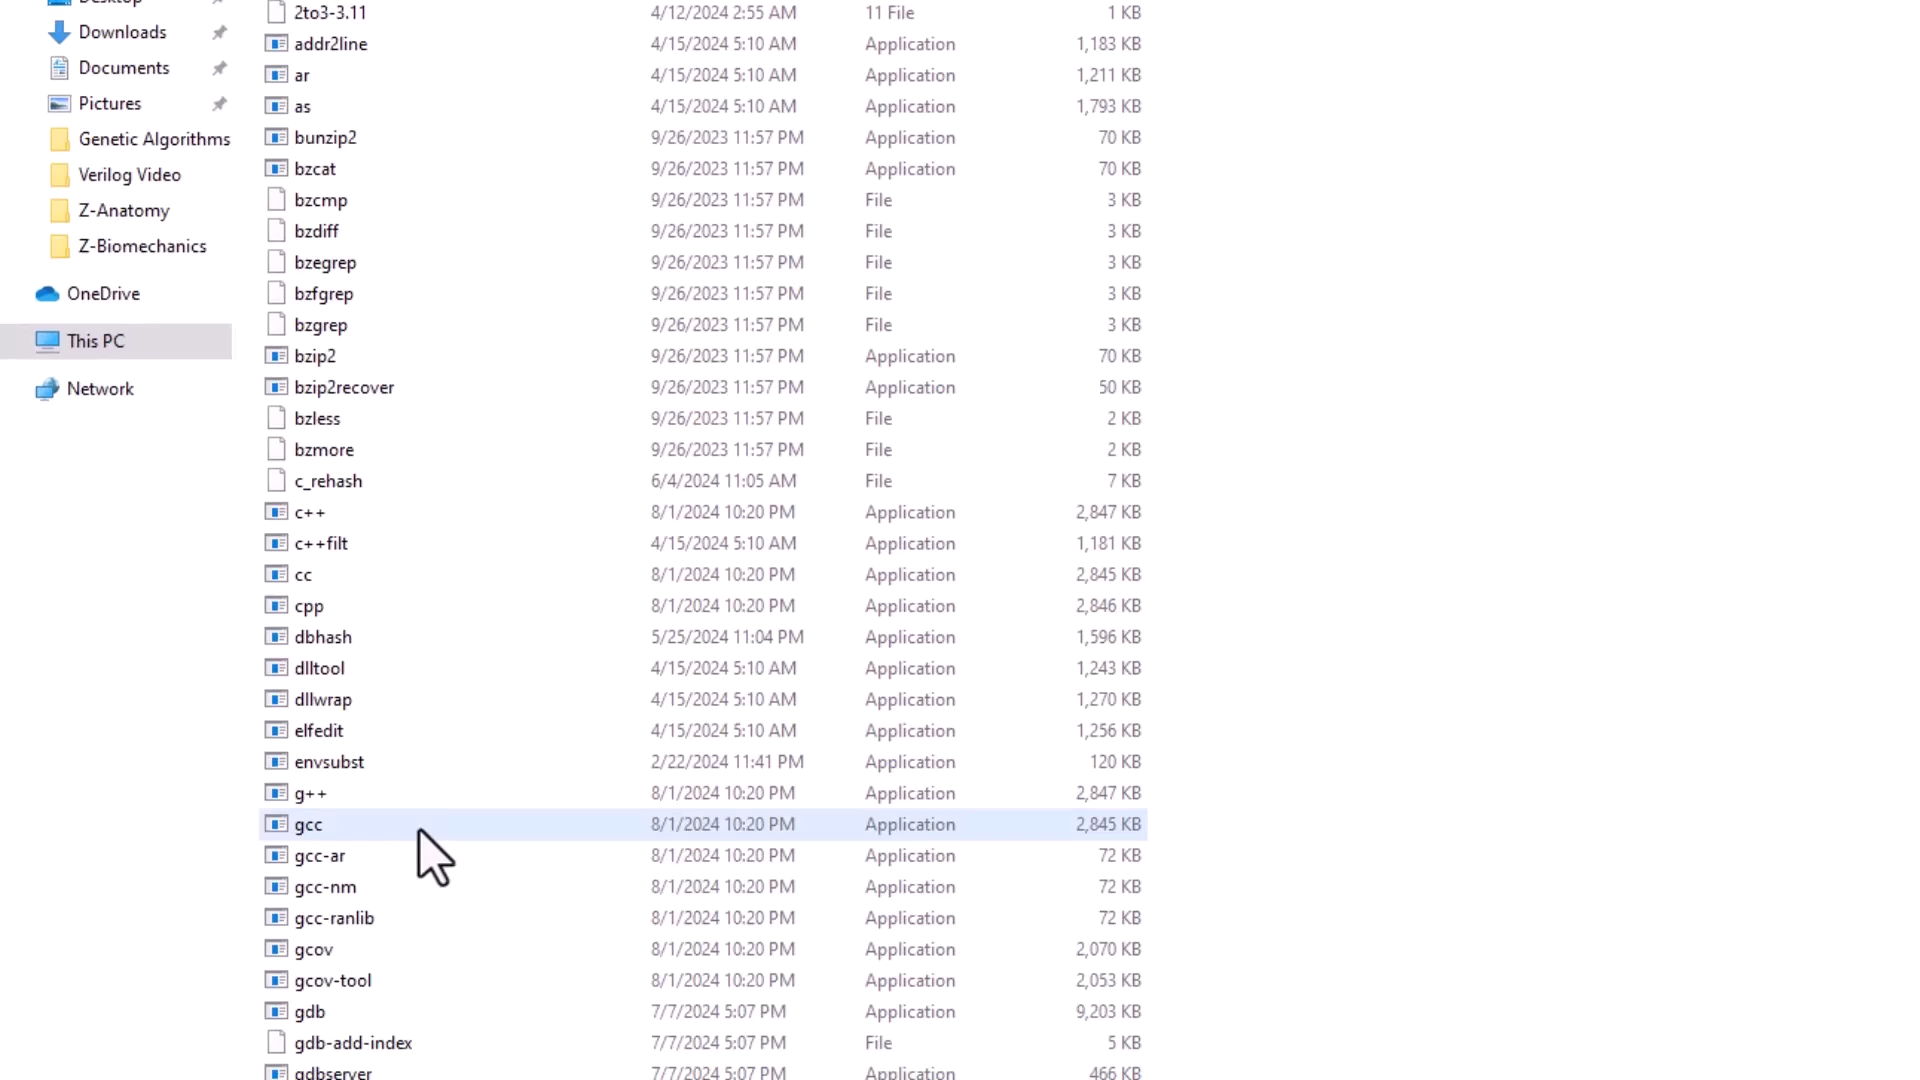 Desktop
Downloads
Documents
Pictures
Genetic Algorithms
Verilog Video
Z-Anatomy
Z-Biomechanics
OneDrive
This PC
Network
2to3-3.11 4/12/2024 2:55 AM 11 File 1 KB
addr2line 4/15/2024 5:10 AM Application 1,183 KB
ar 4/15/2024 5:10 AM Application 1,211 KB
as 4/15/2024 5:10 AM Application 1,793 KB
bunzip2 9/26/2023 11:57 PM Application 70 KB
bzcat 9/26/2023 11:57 PM Application 70 KB
bzcmp 9/26/2023 11:57 PM File 3 KB
bzdiff 9/26/2023 11:57 PM File 3 KB
bzegrep 9/26/2023 11:57 PM File 3 KB
bzfgrep 9/26/2023 11:57 PM File 3 KB
bzgrep 9/26/2023 11:57 PM File 3 KB
bzip2 9/26/2023 11:57 PM Application 70 KB
bzip2recover 9/26/2023 11:57 PM Application 50 KB
bzless 9/26/2023 11:57 PM File 2 KB
bzmore 9/26/2023 11:57 PM File 2 KB
c_rehash 6/4/2024 11:05 AM File 7 KB
c++ 8/1/2024 10:20 PM Application 2,847 KB
c++filt 4/15/2024 5:10 AM Application 1,181 KB
cc 8/1/2024 10:20 PM Application 2,845 KB
cpp 8/1/2024 10:20 PM Application 2,846 KB
dbhash 5/25/2024 11:04 PM Application 1,596 KB
dlltool 4/15/2024 5:10 AM Application 1,243 KB
dllwrap 4/15/2024 5:10 AM Application 1,270 KB
elfedit 4/15/2024 5:10 AM Application 1,256 KB
envsubst 2/22/2024 11:41 PM Application 120 KB
g++ 8/1/2024 10:20 PM Application 2,847 KB
gcc 8/1/2024 10:20 PM Application 2,845 KB
gcc-ar 8/1/2024 10:20 PM Application 72 KB
gcc-nm 8/1/2024 10:20 PM Application 72 KB
gcc-ranlib 8/1/2024 10:20 PM Application 72 KB
gcov 8/1/2024 10:20 PM Application 2,070 KB
gcov-tool 8/1/2024 10:20 PM Application 2,053 KB
gdb 7/7/2024 5:07 PM Application 9,203 KB
gdb-add-index 7/7/2024 5:07 PM File 5 KB
gdbserver 7/7/2024 5:07 PM Application 466 KB